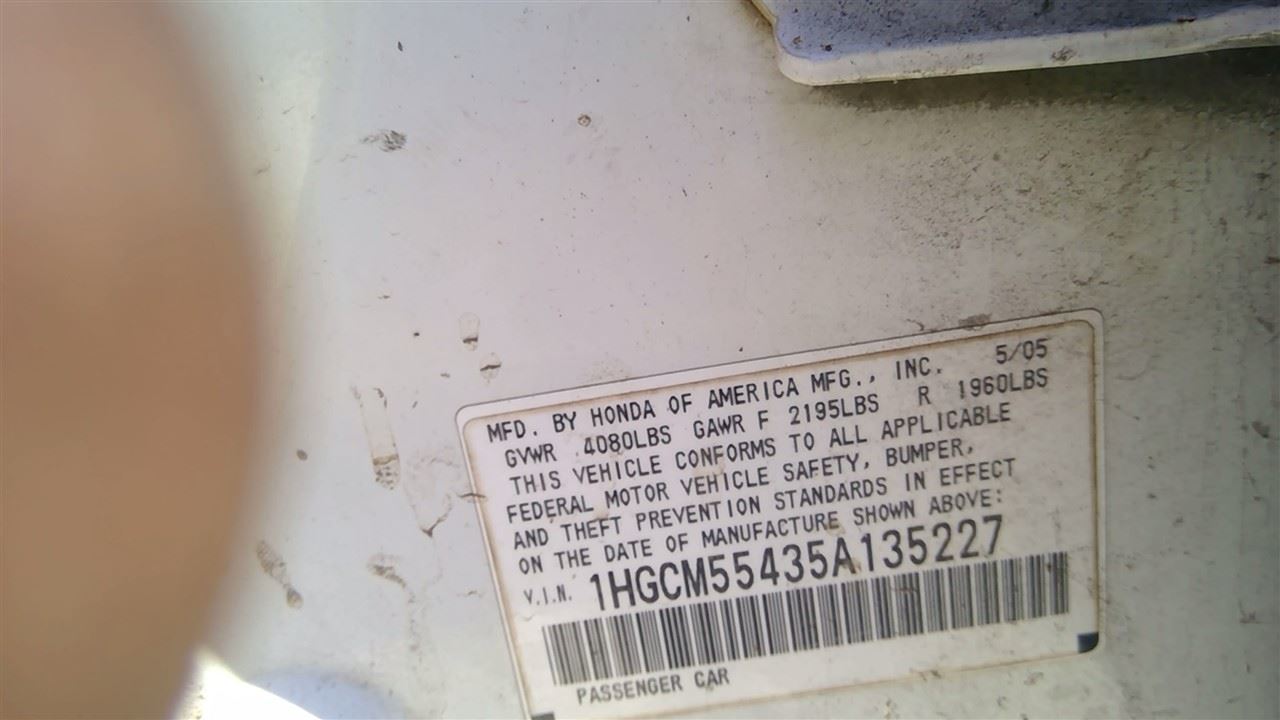 MFD. BY HONDA OF AMERICA MFG., INC. 5/05
GVWR 4080LBS GAWR F 2195LBS R 1960LBS
THIS VEHICLE CONFORMS TO ALL APPLICABLE
FEDERAL MOTOR VEHICLE SAFETY, BUMPER,
AND THEFT PREVENTION STANDARDS IN EFFECT
ON THE DATE OF MANUFACTURE SHOWN ABOVE:
V.I.N. 1HGCM55435A135227
PASSENGER CAR